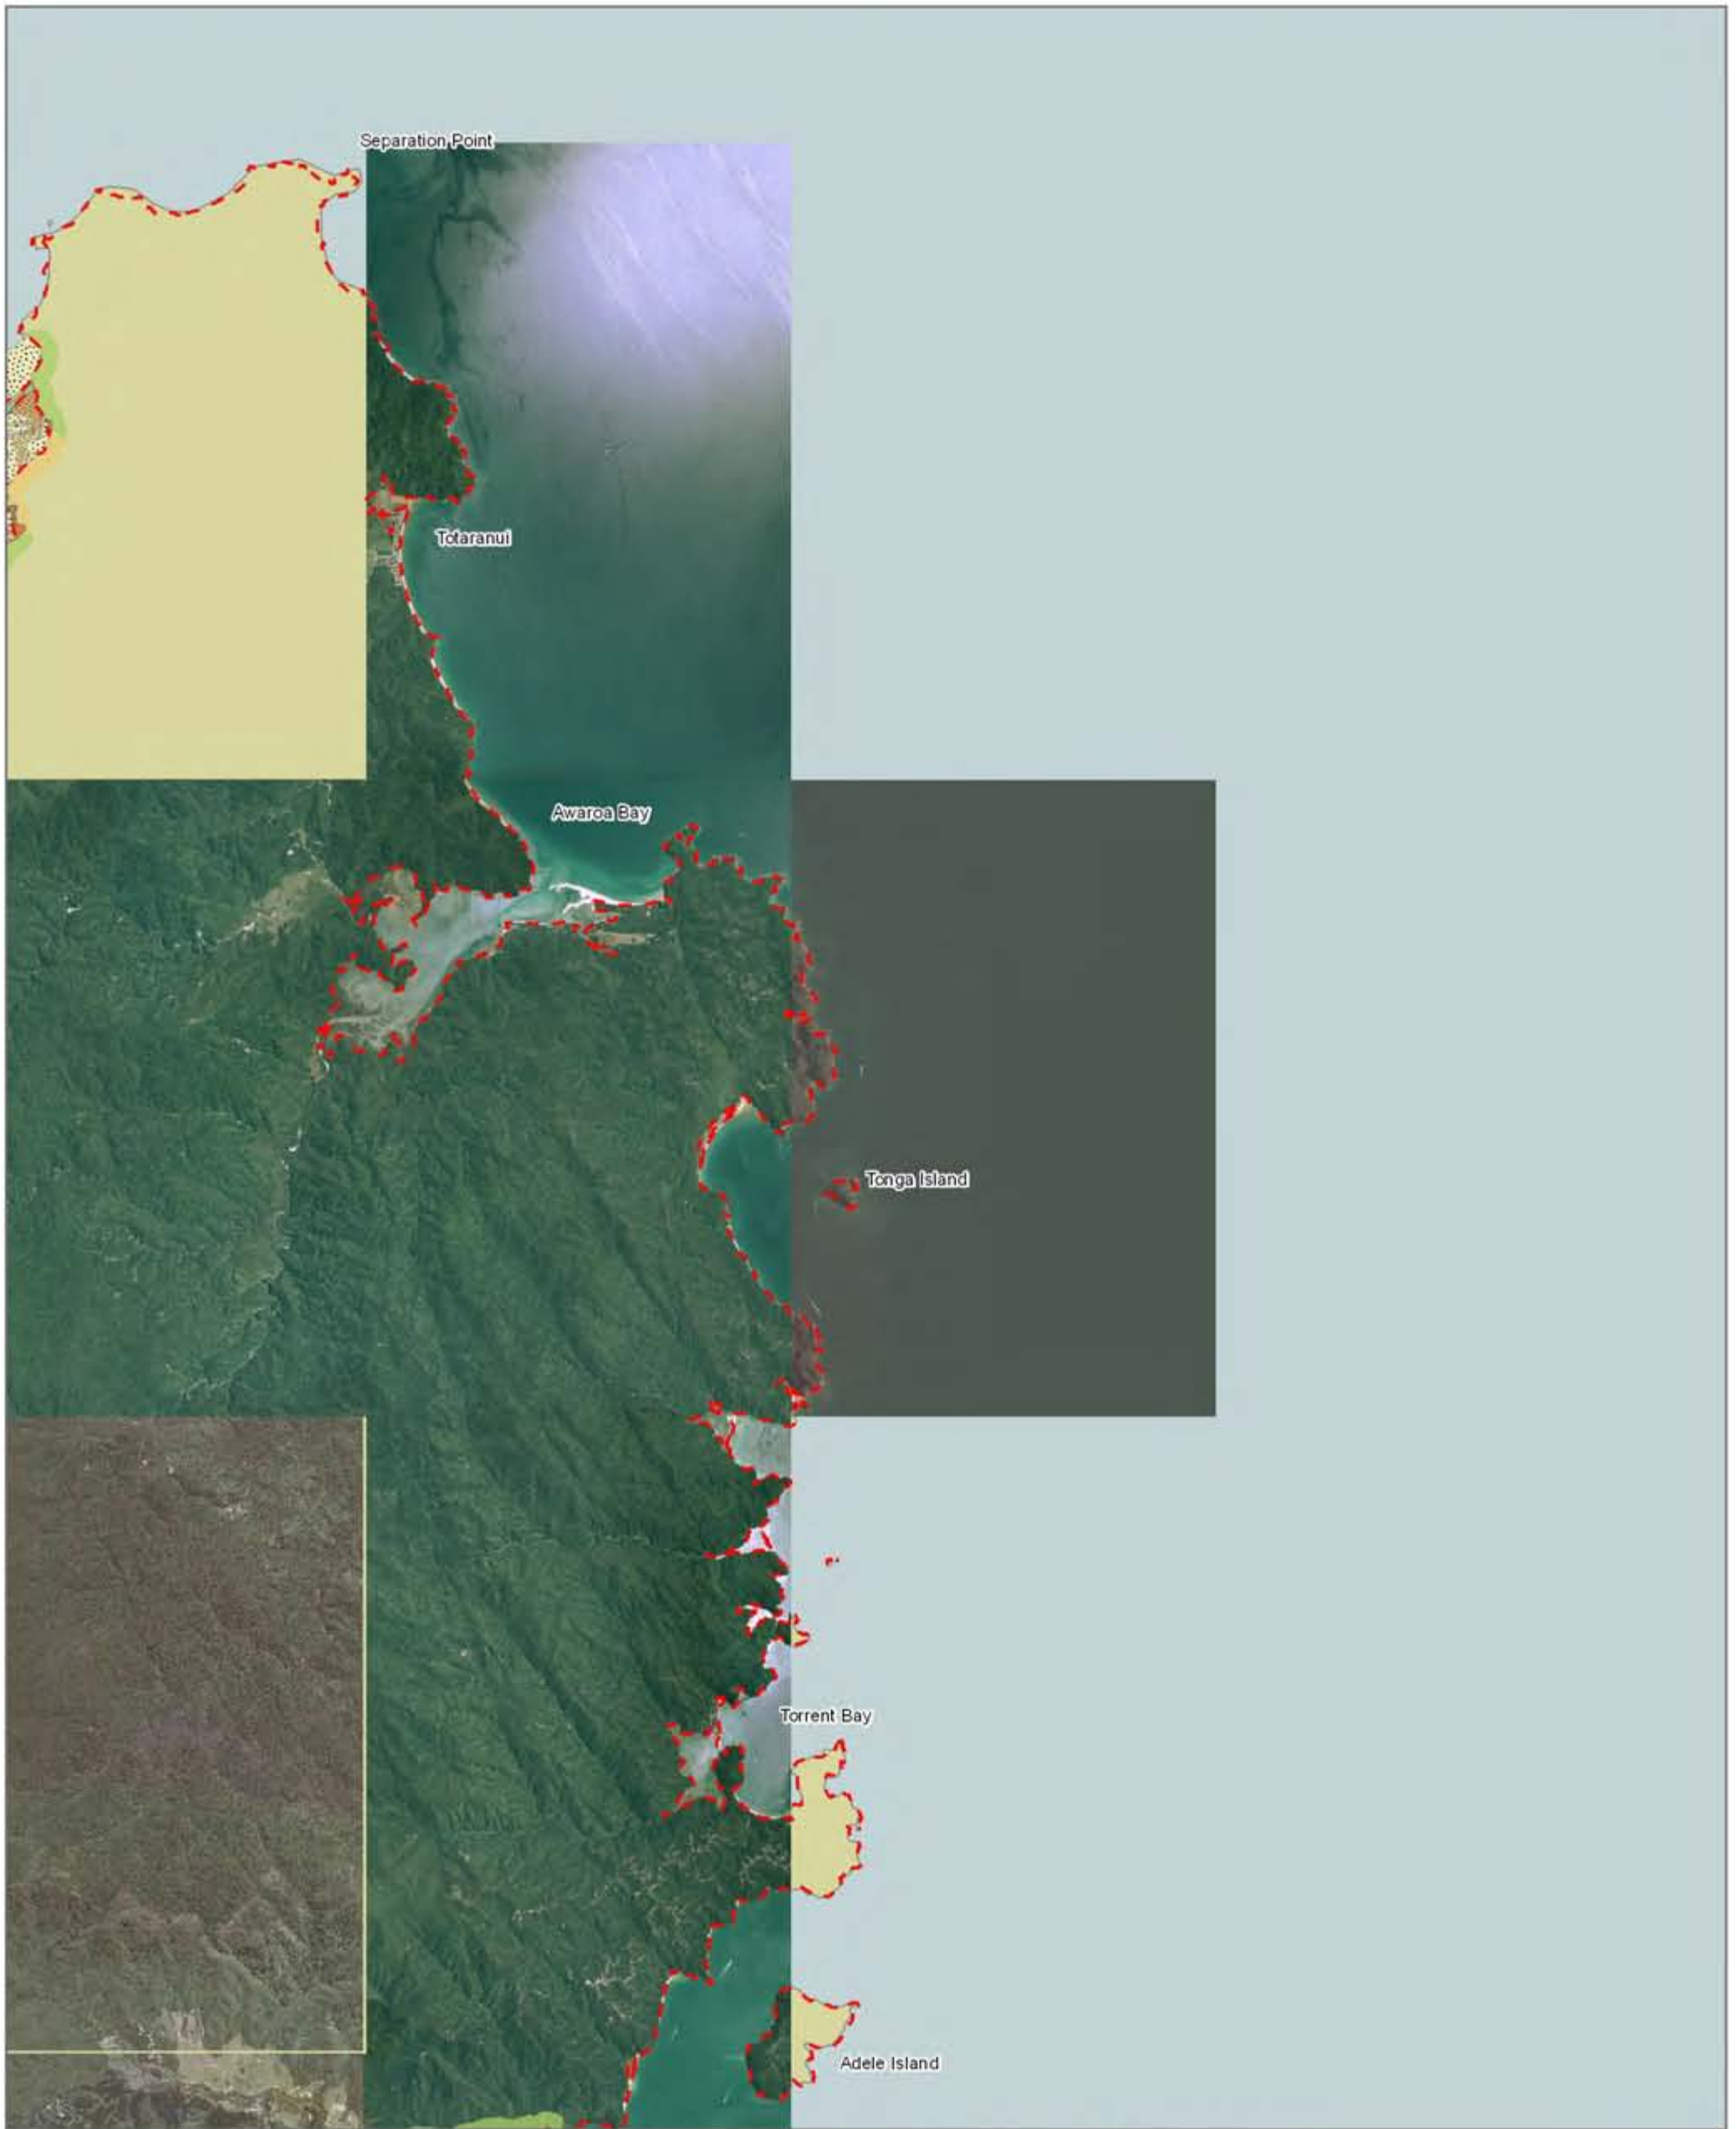 Separation Point
Totaranui
Awaroa Bay
Tonga Island
Torrent Bay
Adele Island